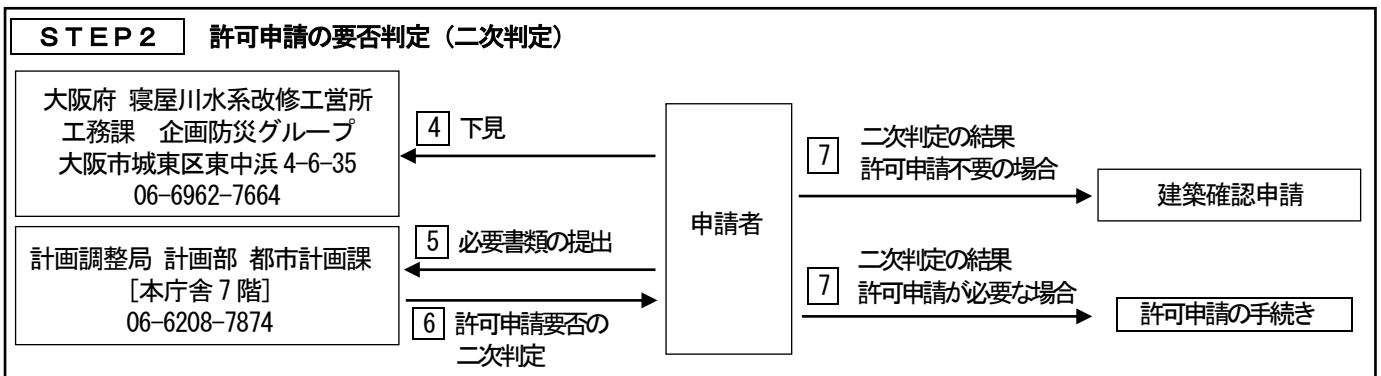 ＳＴＥＰ２　許可申請の要否判定（二次判定）
大阪府 寝屋川水系改修工営所
工務課　企画防災グループ
大阪市城東区東中浜 4-6-35
06-6962-7664
4 下見
計画調整局 計画部 都市計画課
［本庁舎７階］
06-6208-7874
5 必要書類の提出
6 許可申請要否の
二次判定
申請者
7 二次判定の結果
許可申請不要の場合
建築確認申請
7 二次判定の結果
許可申請が必要な場合
許可申請の手続き